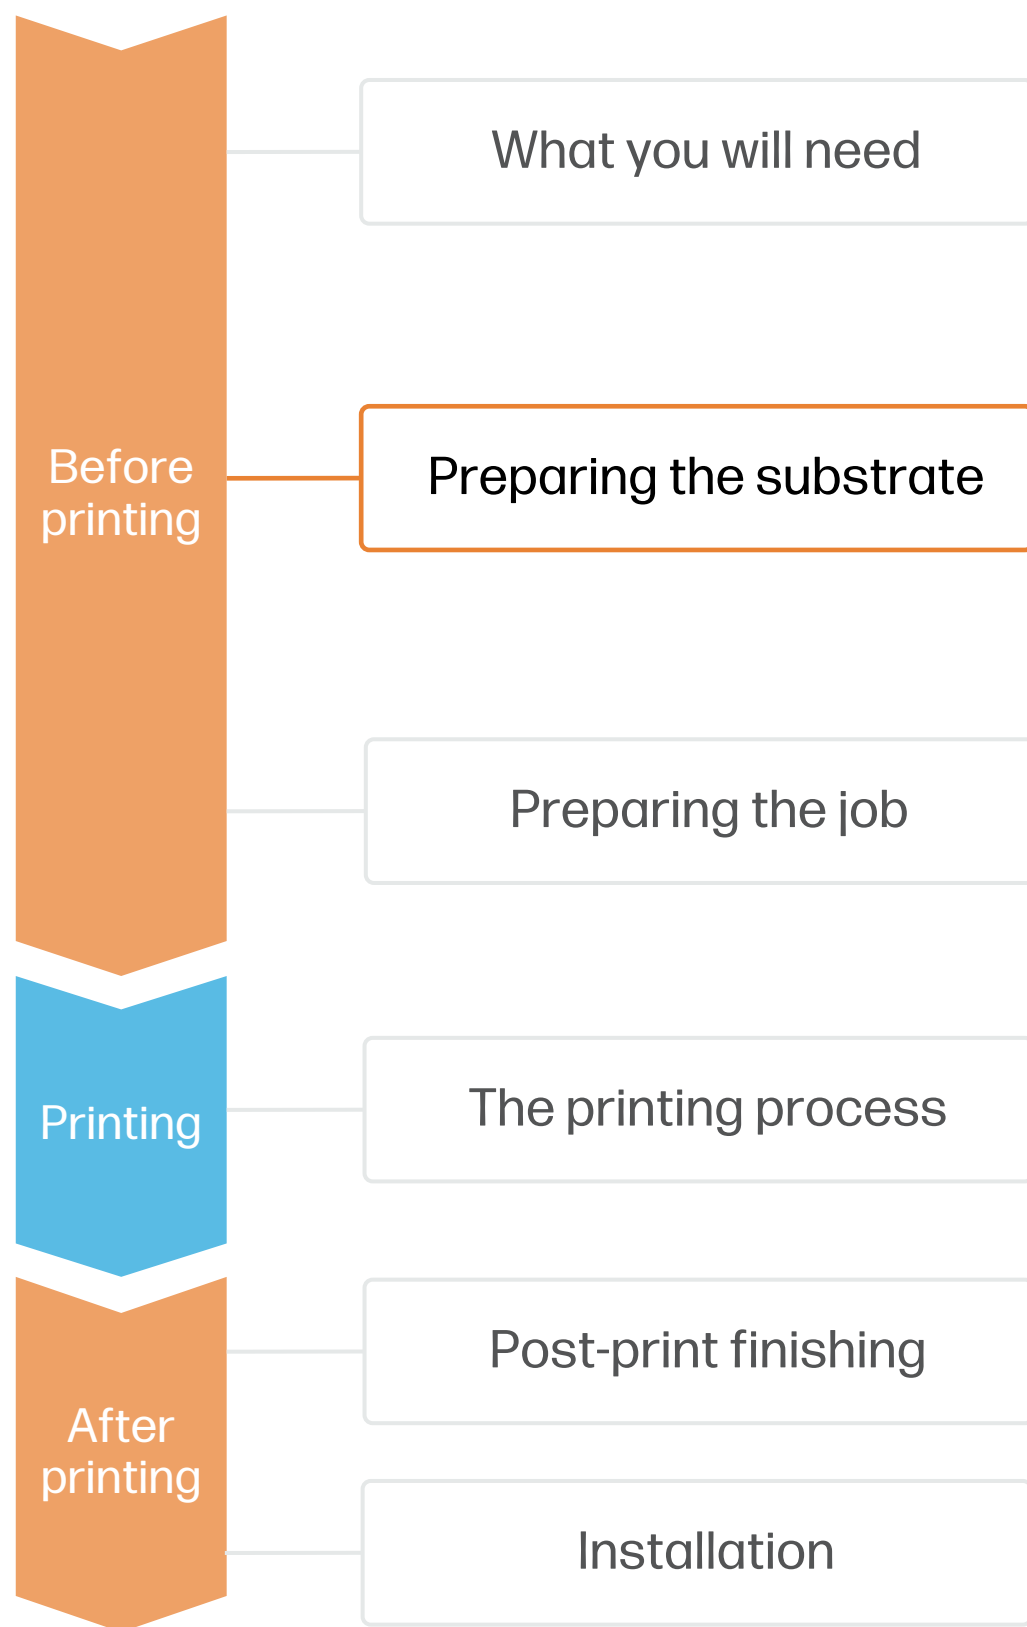 What you will need
Before
printing
Preparing the substrate
Preparing the job
Printing
The printing process
After
printing
Post-print finishing
Installation